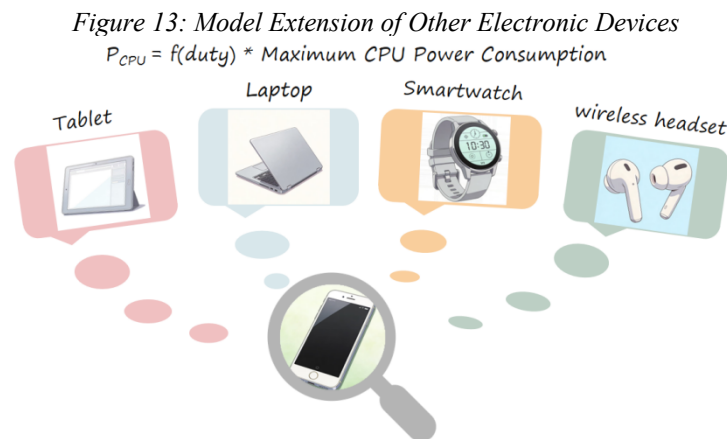 Figure 13: Model Extension of Other Electronic Devices
P_CPU = f(duty) * Maximum CPU Power Consumption
Tablet
Laptop
Smartwatch
wireless headset
10:30